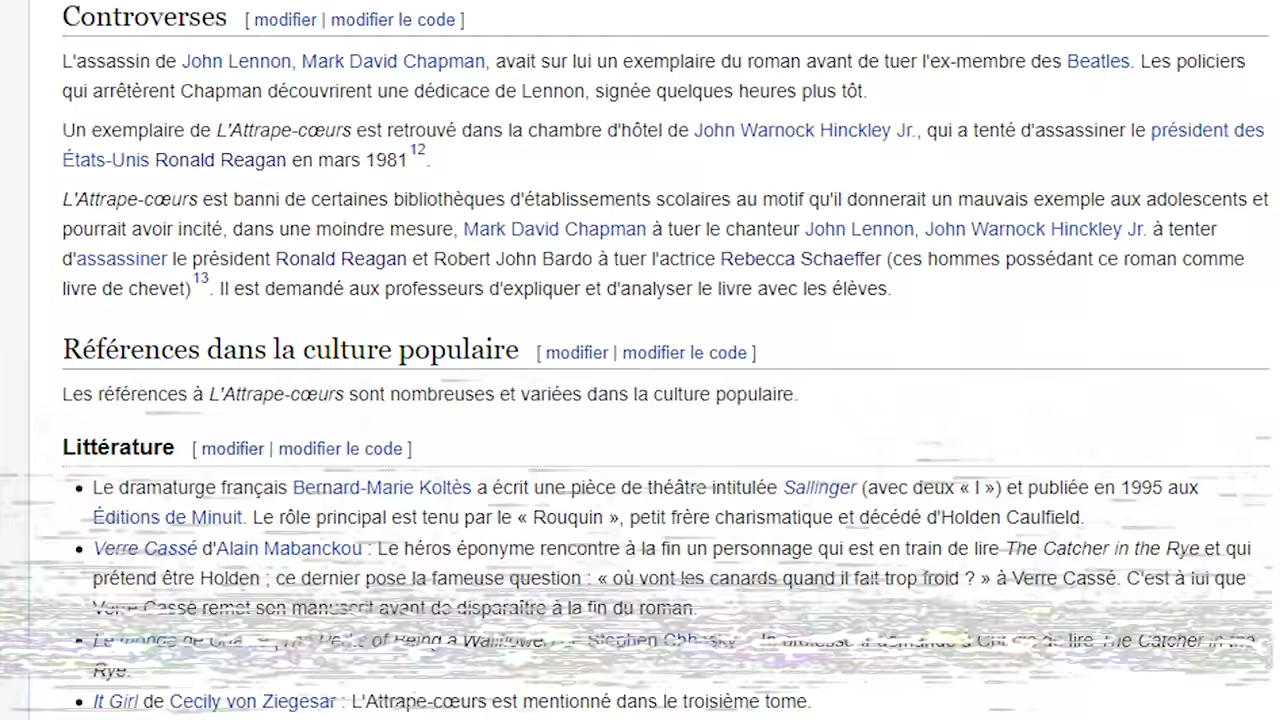 Controverses [ modifier | modifier le code ]
L'assassin de John Lennon, Mark David Chapman, avait sur lui un exemplaire du roman avant de tuer l'ex-membre des Beatles. Les policiers
qui arrêtèrent Chapman découvrirent une dédicace de Lennon, signée quelques heures plus tôt.
Un exemplaire de L'Attrape-cœurs est retrouvé dans la chambre d'hôtel de John Warnock Hinckley Jr., qui a tenté d'assassiner le président des
États-Unis Ronald Reagan en mars 1981 12.
L'Attrape-cœurs est banni de certaines bibliothèques d'établissements scolaires au motif qu'il donnerait un mauvais exemple aux adolescents et
pourrait avoir incité, dans une moindre mesure, Mark David Chapman à tuer le chanteur John Lennon, John Warnock Hinckley Jr. à tenter
d'assassiner le président Ronald Reagan et Robert John Bardo à tuer l'actrice Rebecca Schaeffer (ces hommes possédant ce roman comme
livre de chevet) 13. Il est demandé aux professeurs d'expliquer et d'analyser le livre avec les élèves.
Références dans la culture populaire [ modifier | modifier le code ]
Les références à L'Attrape-cœurs sont nombreuses et variées dans la culture populaire.
Littérature [ modifier | modifier le code ]
• Le dramaturge français Bernard-Marie Koltès a écrit une pièce de théâtre intitulée Sallinger (avec deux « l ») et publiée en 1995 aux
Éditions de Minuit. Le rôle principal est tenu par le « Rouquin », petit frère charismatique et décédé d'Holden Caulfield.
• Verre Cassé d'Alain Mabanckou : Le héros éponyme rencontre à la fin un personnage qui est en train de lire The Catcher in the Rye et qui
prétend être Holden ; ce dernier pose la fameuse question : « où vont les canards quand il fait trop froid ? » à Verre Cassé. C'est à lui que
Verre Cassé remet son manuscrit avant de disparaître à la fin du roman.
• Le monde de of Being a Wallflower Stephen Chbosky lire The Catcher in the
Rye.
• It Girl de Cecily von Ziegesar : L'Attrape-cœurs est mentionné dans le troisième tome.